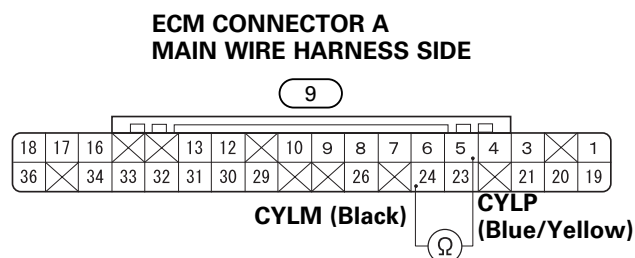 ECM CONNECTOR A
MAIN WIRE HARNESS SIDE
9
18 17 16 13 12 10 9 8 7 6 5 4 3 1
36 34 33 32 31 30 29 26 24 23 21 20 19
CYLM (Black)
CYLP
(Blue/Yellow)
Ω